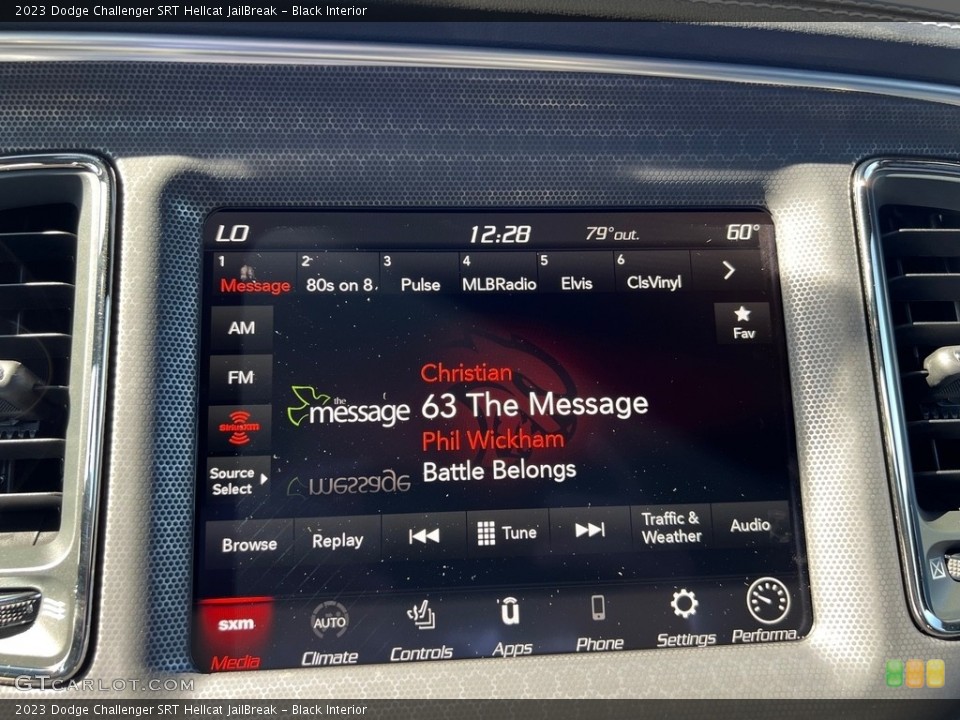 2023 Dodge Challenger SRT Hellcat JailBreak – Black Interior
LO 12:28 79°out. 60°
1 2 3 4 5 6
Message 80s on 8 Pulse MLBRadio Elvis ClsVinyl
AM
Fav
FM
Christian
the
message
63 The Message
siriusxm
Phil Wickham
Battle Belongs
Source
Select
message
Browse Replay Tune Traffic &
Weather Audio
sxm AUTO
Media Climate Controls Apps Phone Settings Performa...
GTCARLOT.COM
2023 Dodge Challenger SRT Hellcat JailBreak – Black Interior